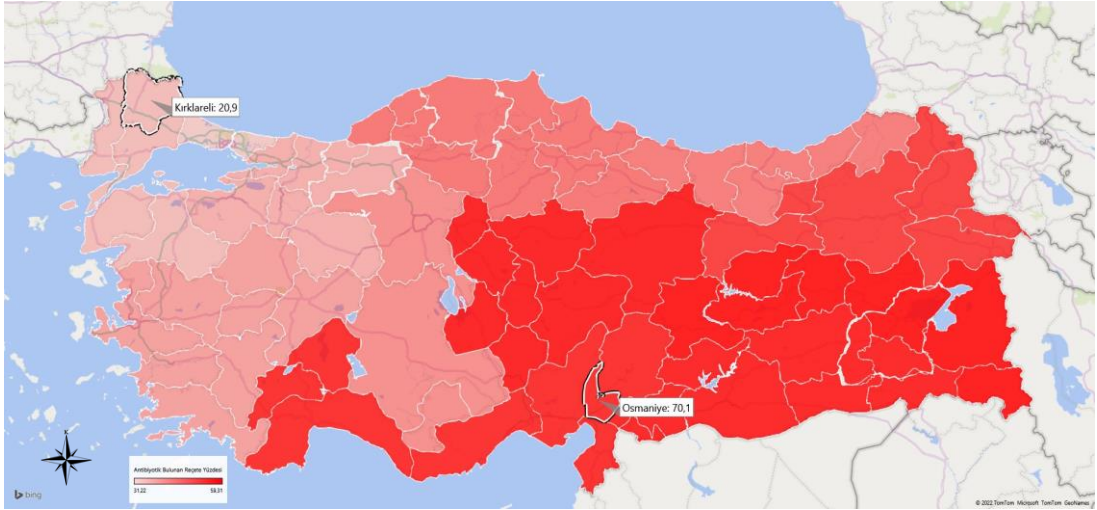 Kırklareli: 20,9
Osmaniye: 70,1
K
Antibiyotik Bulunan Reçete Yüzdesi
31,22 59,31
bing
© 2022 TomTom Microsoft TomTom GeoNames